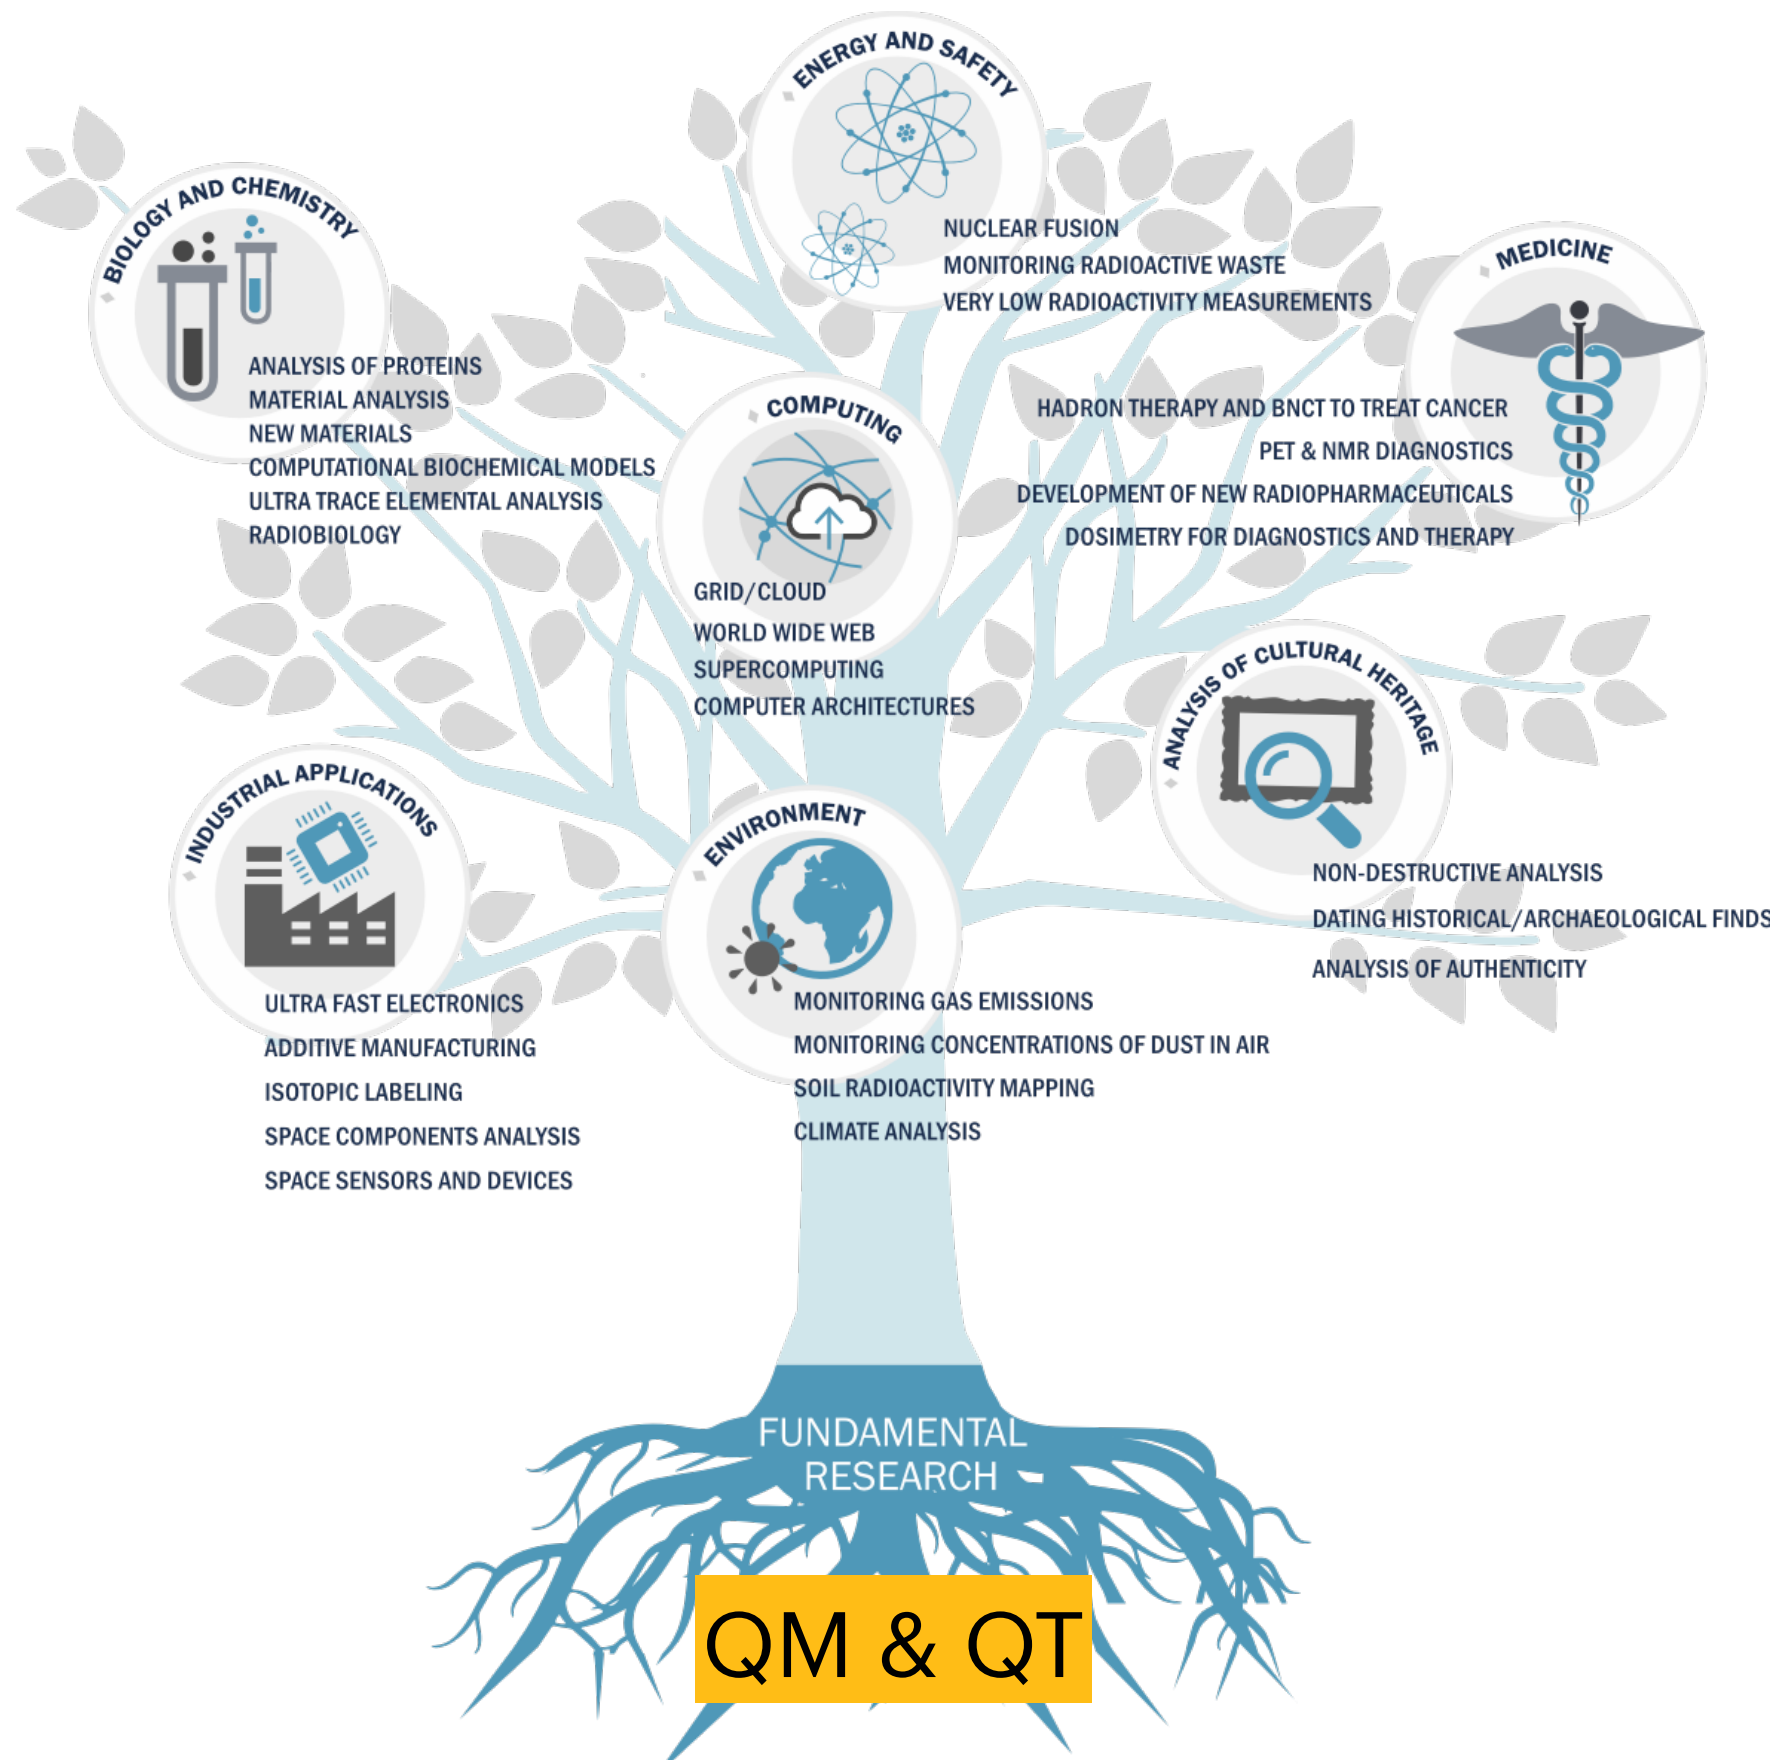 ENERGY AND SAFETY
NUCLEAR FUSION
MONITORING RADIOACTIVE WASTE
VERY LOW RADIOACTIVITY MEASUREMENTS
BIOLOGY AND CHEMISTRY
ANALYSIS OF PROTEINS
MATERIAL ANALYSIS
NEW MATERIALS
COMPUTATIONAL BIOCHEMICAL MODELS
ULTRA TRACE ELEMENTAL ANALYSIS
RADIOBIOLOGY
MEDICINE
HADRON THERAPY AND BNCT TO TREAT CANCER
PET & NMR DIAGNOSTICS
DEVELOPMENT OF NEW RADIOPHARMACEUTICALS
DOSIMETRY FOR DIAGNOSTICS AND THERAPY
COMPUTING
GRID/CLOUD
WORLD WIDE WEB
SUPERCOMPUTING
COMPUTER ARCHITECTURES
ANALYSIS OF CULTURAL HERITAGE
NON-DESTRUCTIVE ANALYSIS
DATING HISTORICAL/ARCHAEOLOGICAL FINDS
ANALYSIS OF AUTHENTICITY
INDUSTRIAL APPLICATIONS
ULTRA FAST ELECTRONICS
ADDITIVE MANUFACTURING
ISOTOPIC LABELING
SPACE COMPONENTS ANALYSIS
SPACE SENSORS AND DEVICES
ENVIRONMENT
MONITORING GAS EMISSIONS
MONITORING CONCENTRATIONS OF DUST IN AIR
SOIL RADIOACTIVITY MAPPING
CLIMATE ANALYSIS
FUNDAMENTAL
RESEARCH
QM & QT